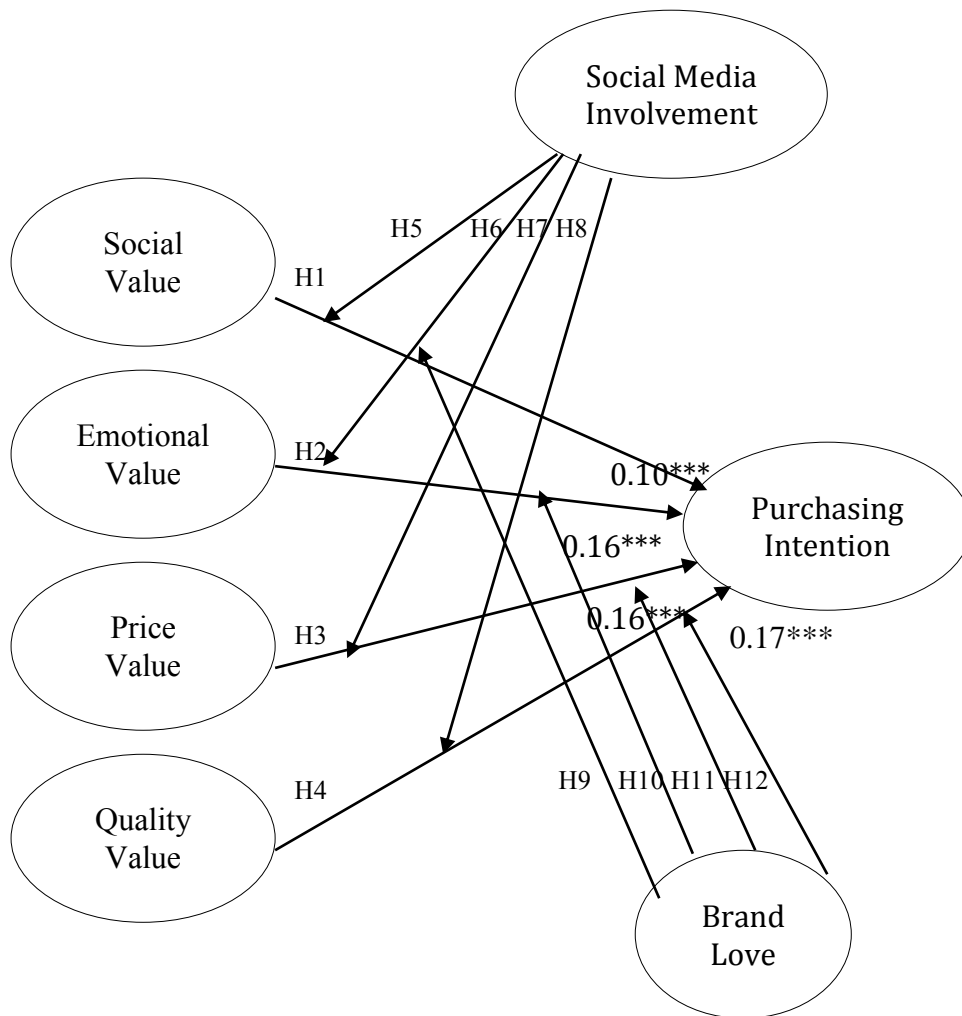 Social Media
Involvement
H5
H6
H7
H8
Social
Value
H1
Emotional
Value
H2
0.10***
Purchasing
Intention
0.16***
Price
Value
H3
0.16***
0.17***
Quality
Value
H4
H9
H10
H11
H12
Brand
Love